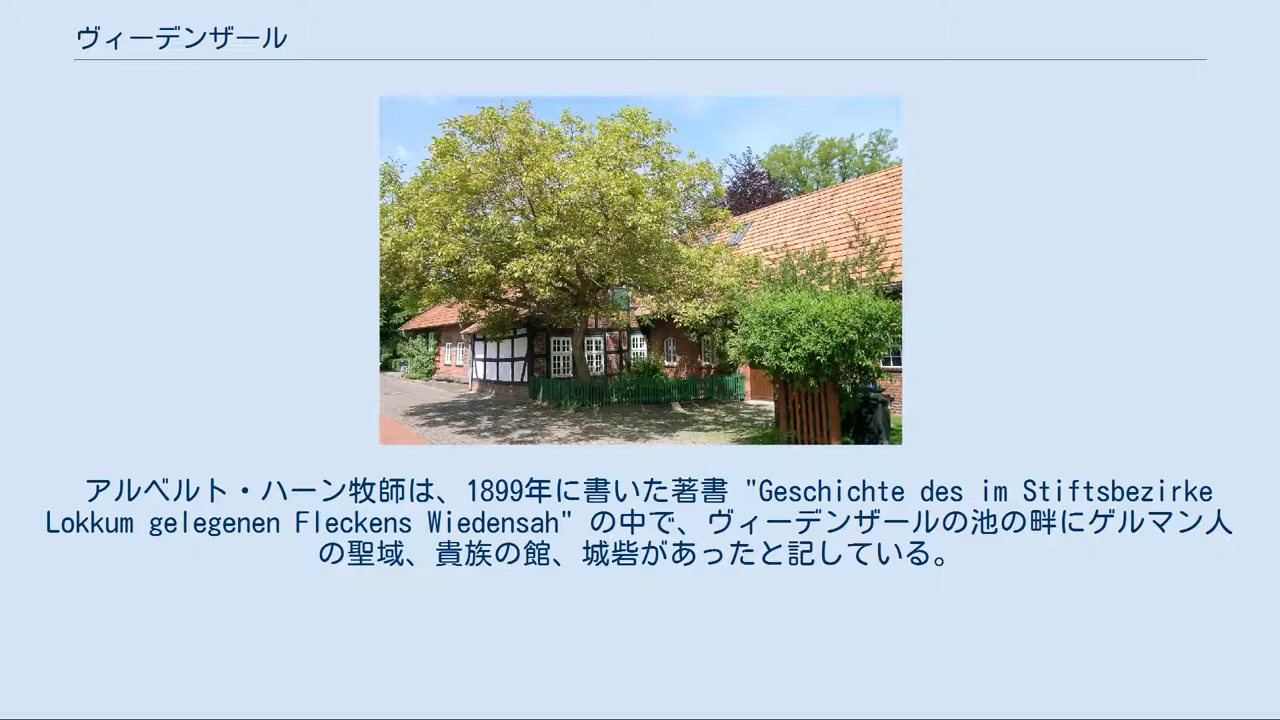 ヴィーデンザール
アルベルト・ハーン牧師は、1899年に書いた著書 "Geschichte des im Stiftsbezirke
Lokkum gelegenen Fleckens Wiedensah" の中で、ヴィーデンザールの池の畔にゲルマン人
の聖域、貴族の館、城砦があったと記している。